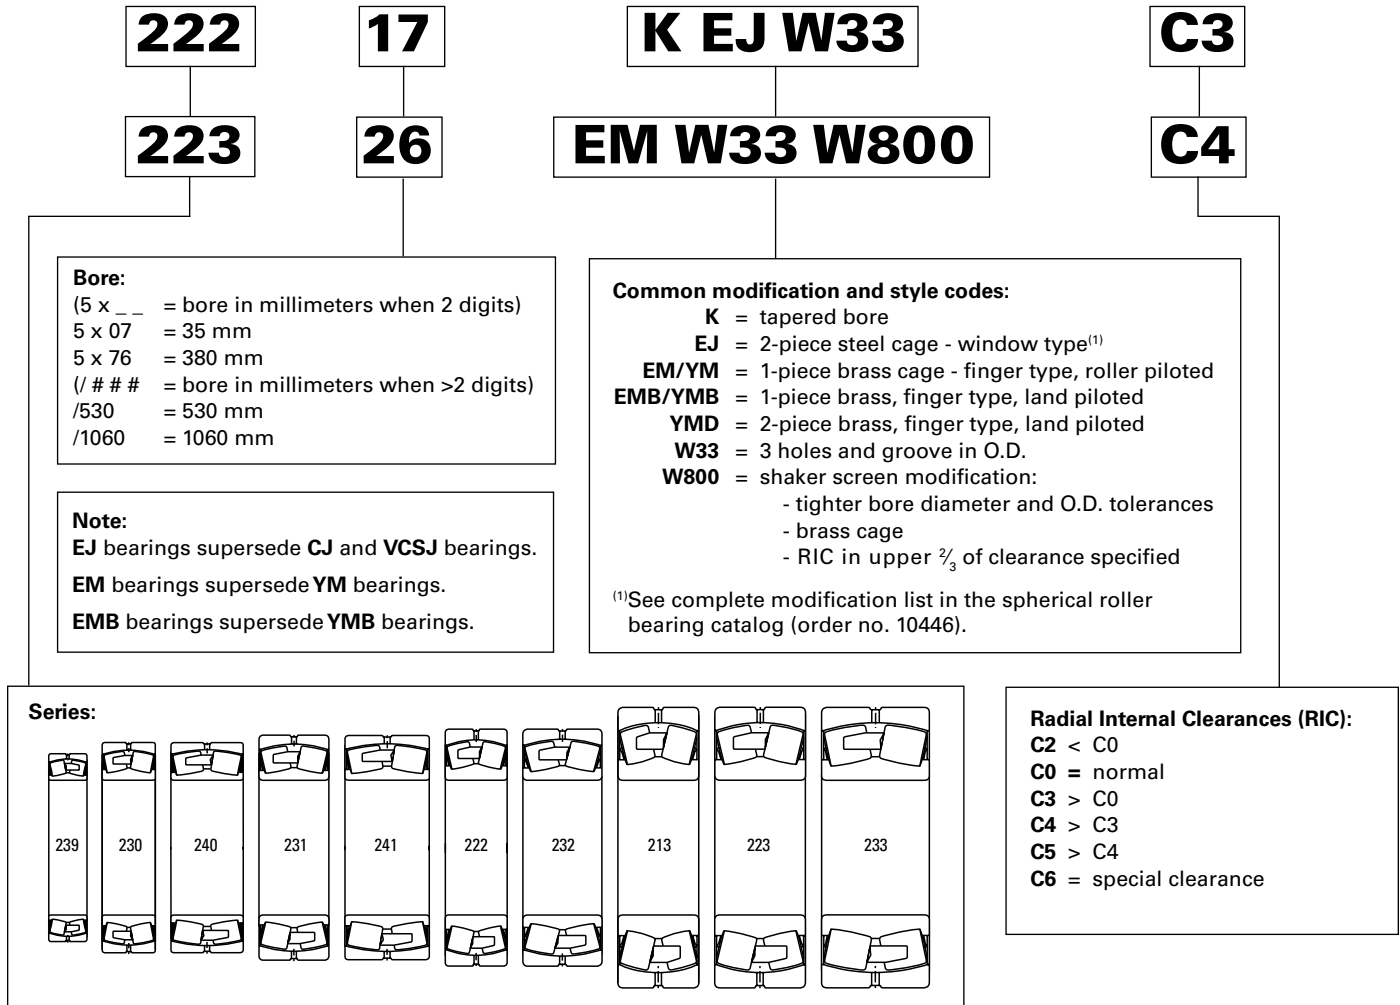 222 17 K EJ W33 C3
223 26 EM W33 W800 C4
Bore:
(5 x _ _ = bore in millimeters when 2 digits)
5 x 07 = 35 mm
5 x 76 = 380 mm
(/ # # # = bore in millimeters when >2 digits)
/530 = 530 mm
/1060 = 1060 mm
Note:
EJ bearings supersede CJ and VCSJ bearings.
EM bearings supersede YM bearings.
EMB bearings supersede YMB bearings.
Common modification and style codes:
K = tapered bore
EJ = 2-piece steel cage - window type(1)
EM/YM = 1-piece brass cage - finger type, roller piloted
EMB/YMB = 1-piece brass, finger type, land piloted
YMD = 2-piece brass, finger type, land piloted
W33 = 3 holes and groove in O.D.
W800 = shaker screen modification:
- tighter bore diameter and O.D. tolerances
- brass cage
- RIC in upper 2/3 of clearance specified
(1)See complete modification list in the spherical roller
bearing catalog (order no. 10446).
Series:
239 230 240 231 241 222 232 213 223 233
Radial Internal Clearances (RIC):
C2 < C0
C0 = normal
C3 > C0
C4 > C3
C5 > C4
C6 = special clearance